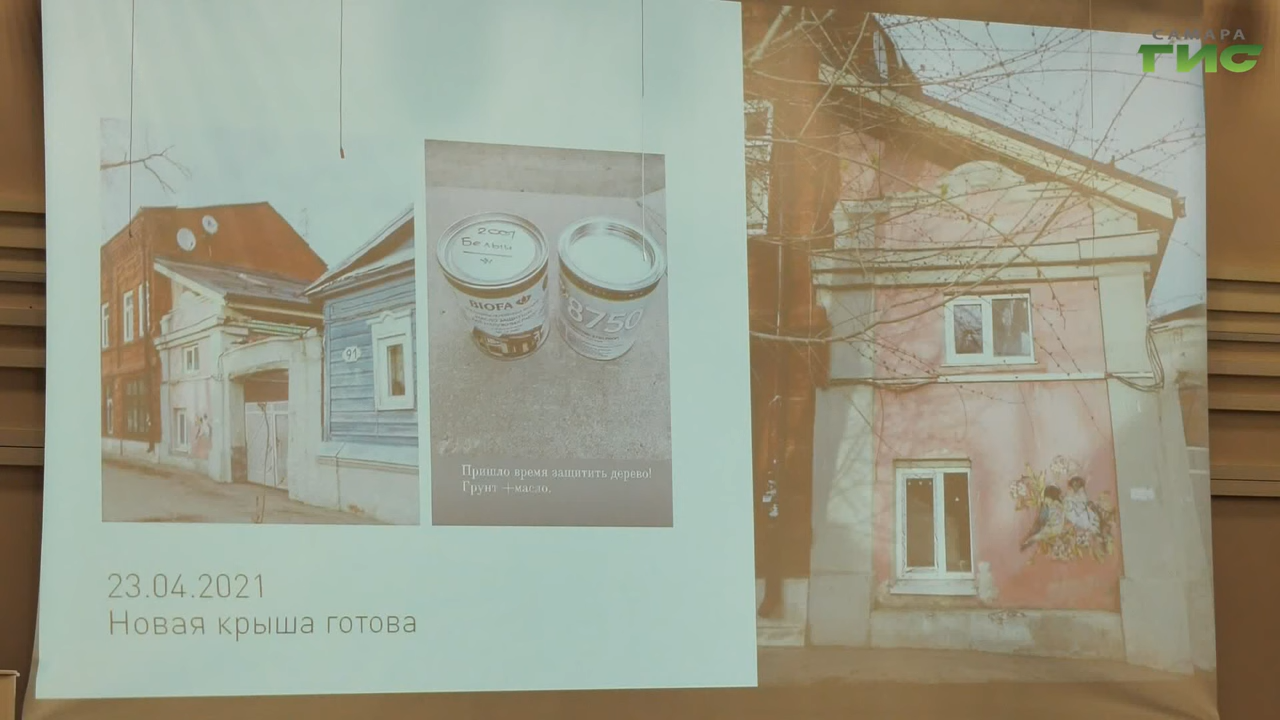 САМАРА
ГИС
91
2007
Белый
BIOFA
8750
Пришло время защитить дерево!
Грунт +масло.
23.04.2021
Новая крыша готова